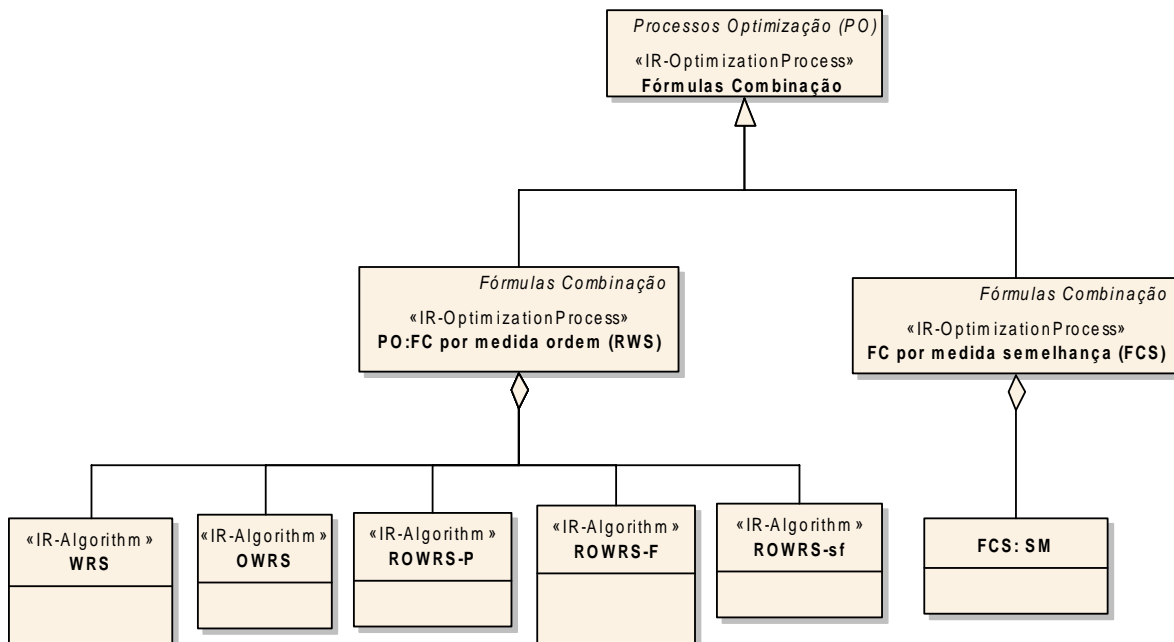 Processos Optimização (PO)
«IR-OptimizationProcess»
Fórmulas Combinação
Fórmulas Combinação
«IR-OptimizationProcess»
PO:FC por medida ordem (RWS)
Fórmulas Combinação
«IR-OptimizationProcess»
FC por medida semelhança (FCS)
«IR-Algorithm»
WRS
«IR-Algorithm»
OWRS
«IR-Algorithm»
ROWRS-P
«IR-Algorithm»
ROWRS-F
«IR-Algorithm»
ROWRS-sf
FCS: SM